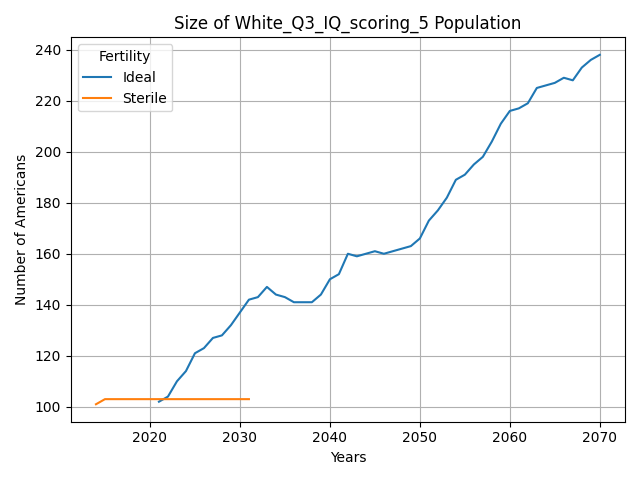 Size of White_Q3_IQ_scoring_5 Population
Fertility
Ideal
Sterile
Number of Americans
240
220
200
180
160
140
120
100
2020 2030 2040 2050 2060 2070
Years